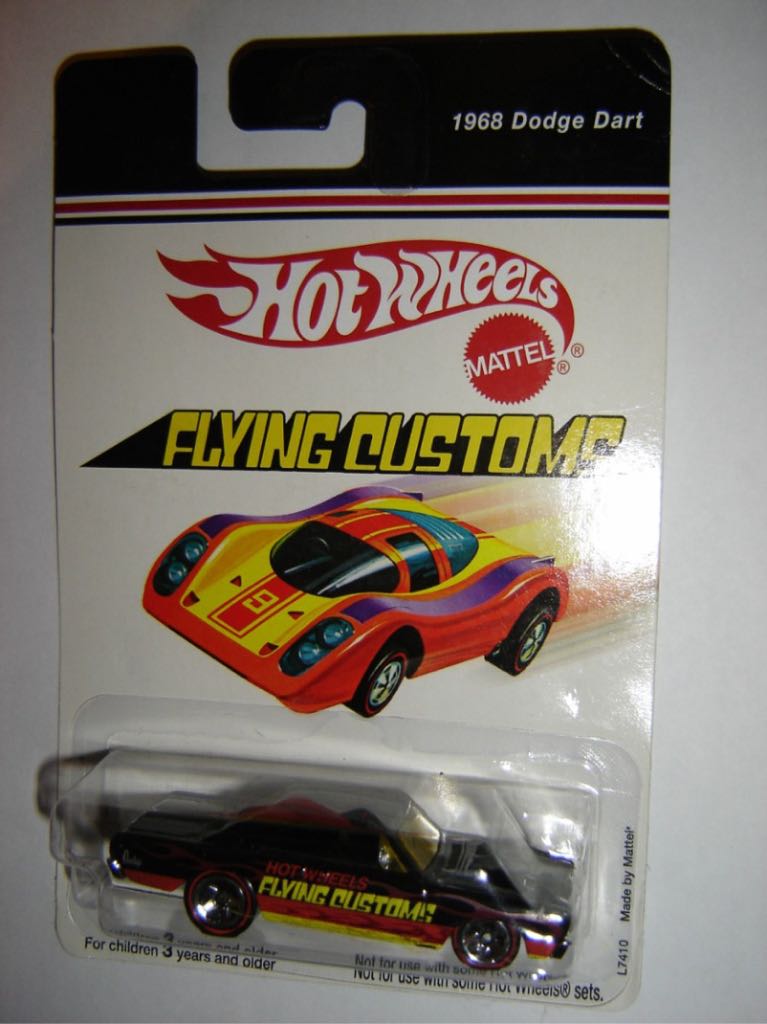 1968 Dodge Dart
Hot Wheels
MATTEL ® ®
FLYING CUSTOMS
9
HOT WHEELS
FLYING CUSTOMS
L7410 Made by Mattel
For children 3 years and older
Not for use with some Hot Wheels® sets.